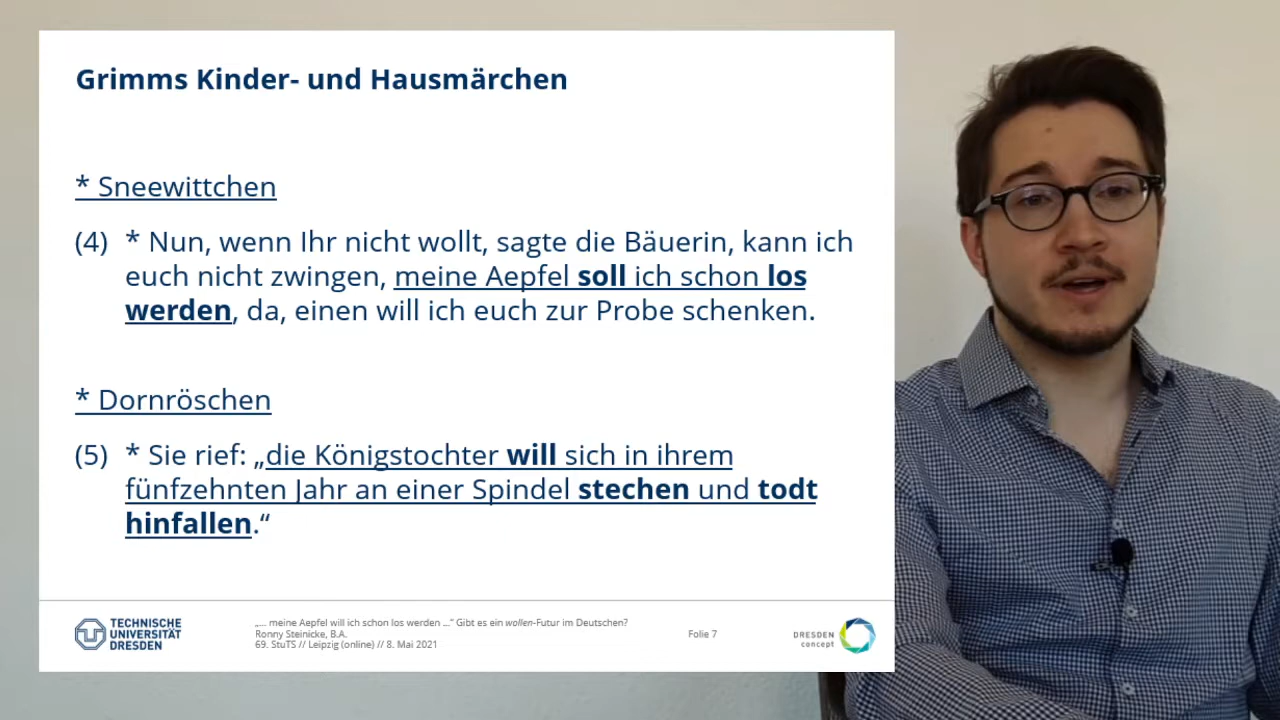 Grimms Kinder- und Hausmärchen
* Sneewittchen
(4) * Nun, wenn Ihr nicht wollt, sagte die Bäuerin, kann ich
euch nicht zwingen, meine Aepfel soll ich schon los
werden, da, einen will ich euch zur Probe schenken.
* Dornröschen
(5) * Sie rief: „die Königstochter will sich in ihrem
fünfzehnten Jahr an einer Spindel stechen und todt
hinfallen.“
TECHNISCHE
UNIVERSITÄT
DRESDEN
„... meine Aepfel will ich schon los werden ...“ Gibt es ein wollen-Futur im Deutschen?
Ronny Steinicke, B.A.
69. StuTS // Leipzig (online) // 8. Mai 2021
Folie 7
DRESDEN
concept